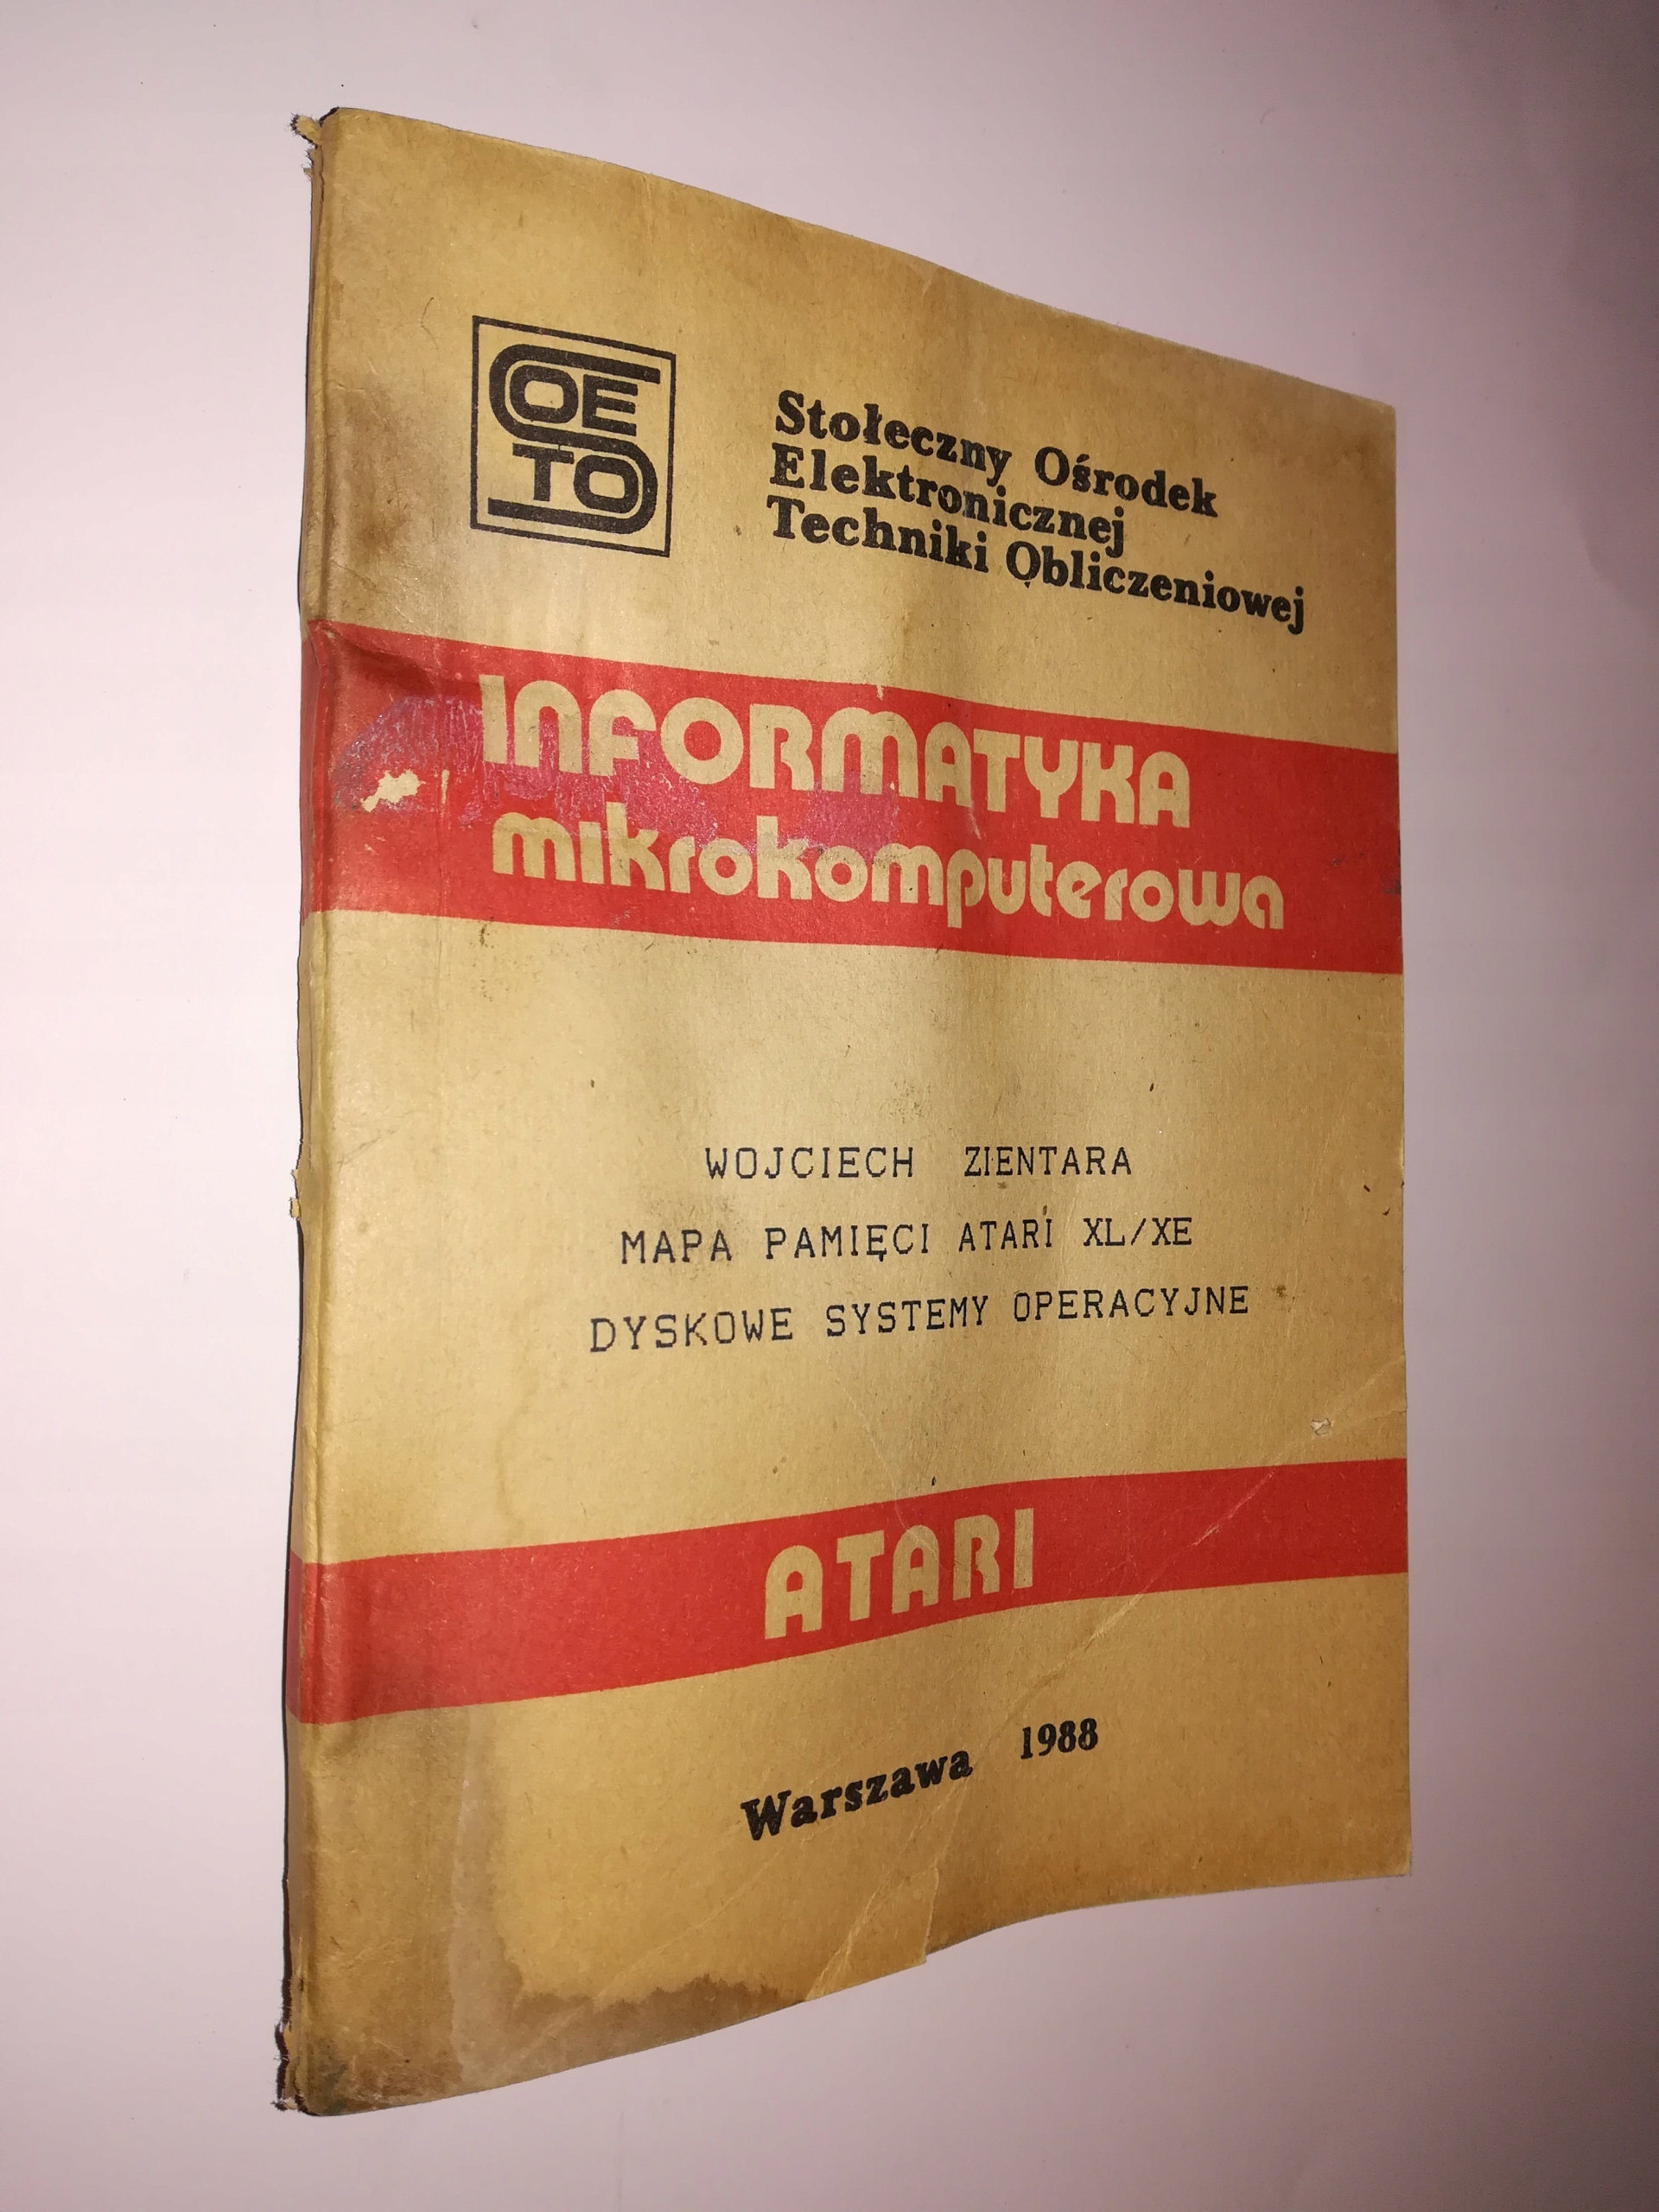 SOETO
Stołeczny Ośrodek
Elektronicznej
Techniki Obliczeniowej
INFORMATYKA
mikrokomputerowa
WOJCIECH ZIENTARA
MAPA PAMIĘCI ATARI XL/XE
DYSKOWE SYSTEMY OPERACYJNE
ATARI
Warszawa 1988